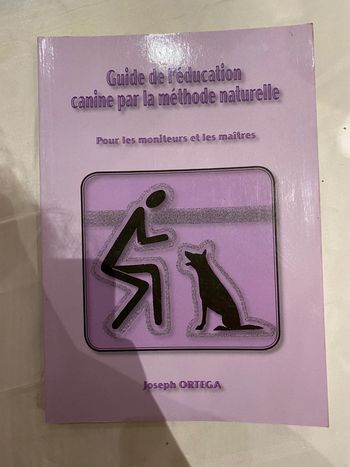 Guide de l'éducation
canine par la méthode naturelle
Pour les moniteurs et les maîtres
Joseph ORTEGA